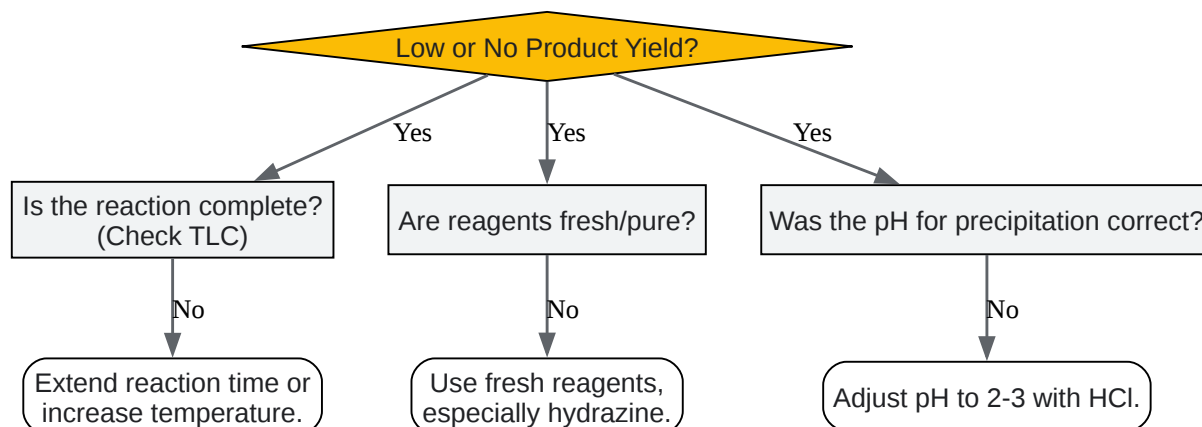 Low or No Product Yield?
Yes
Yes
Yes
Is the reaction complete?
(Check TLC)
Are reagents fresh/pure?
Was the pH for precipitation correct?
No
No
No
Extend reaction time or
increase temperature.
Use fresh reagents,
especially hydrazine.
Adjust pH to 2-3 with HCl.